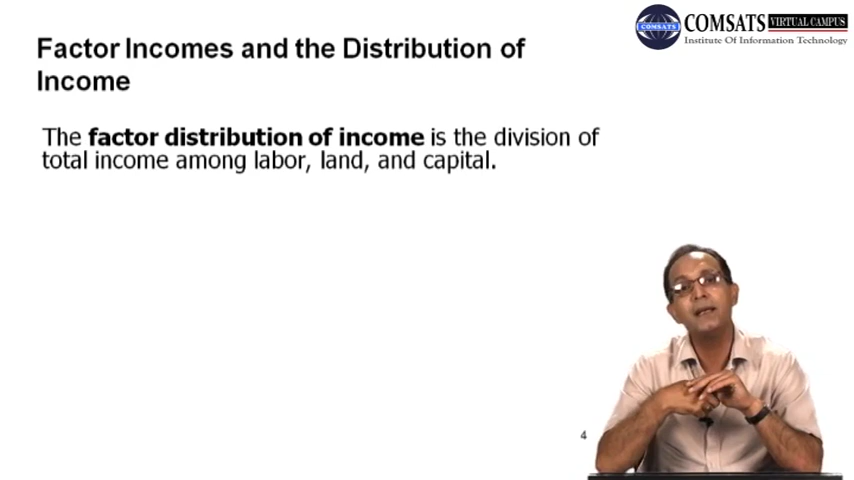 COMSATS VIRTUAL CAMPUS
COMSATS
Institute Of Information Technology
Factor Incomes and the Distribution of
Income
The factor distribution of income is the division of
total income among labor, land, and capital.
4